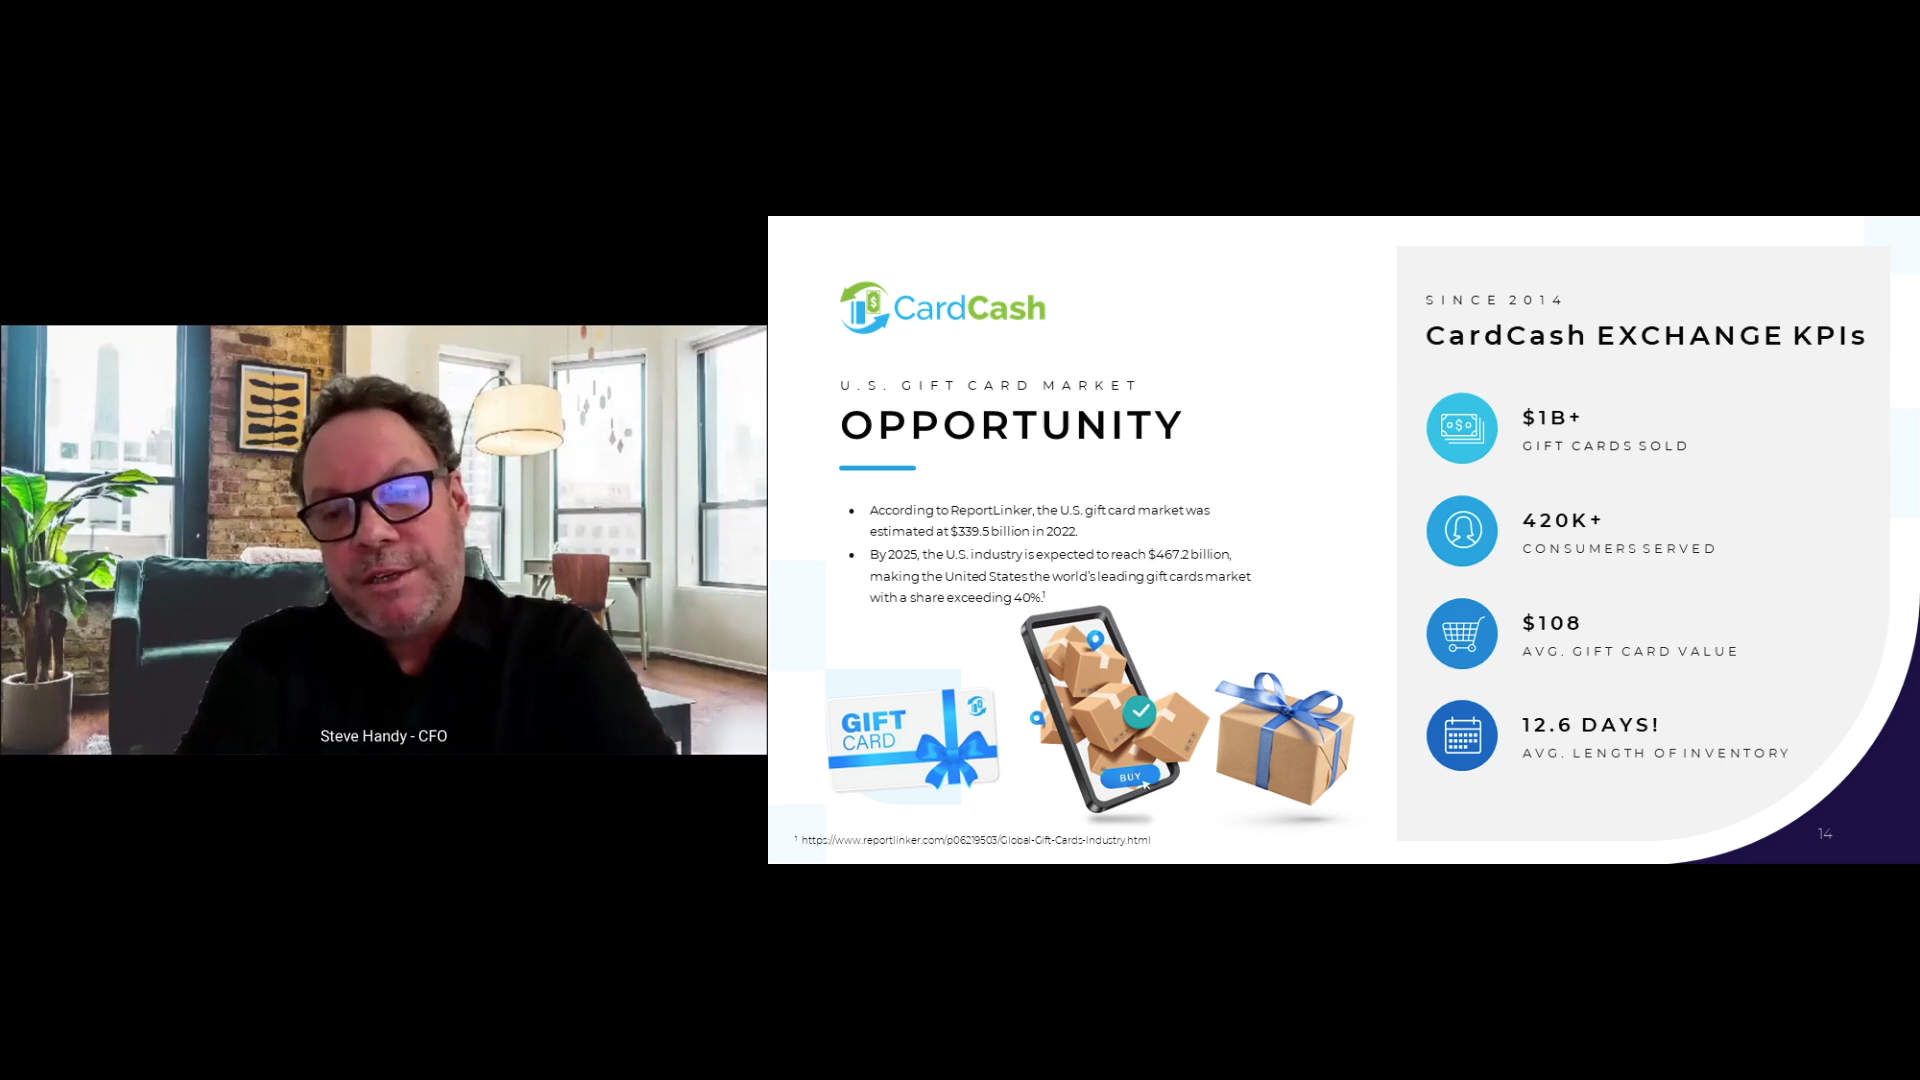 Steve Handy - CFO
CardCash
U.S. GIFT CARD MARKET
OPPORTUNITY
• According to ReportLinker, the U.S. gift card market was
estimated at $339.5 billion in 2022.
• By 2025, the U.S. industry is expected to reach $467.2 billion,
making the United States the world's leading gift cards market
with a share exceeding 40%.¹
GIFT
CARD
BUY
¹ https://www.reportlinker.com/p06219503/Global-Gift-Cards-Industry.html
SINCE 2014
CardCash EXCHANGE KPIs
$1B+
GIFT CARDS SOLD
420K+
CONSUMERS SERVED
$108
AVG. GIFT CARD VALUE
12.6 DAYS!
AVG. LENGTH OF INVENTORY
14